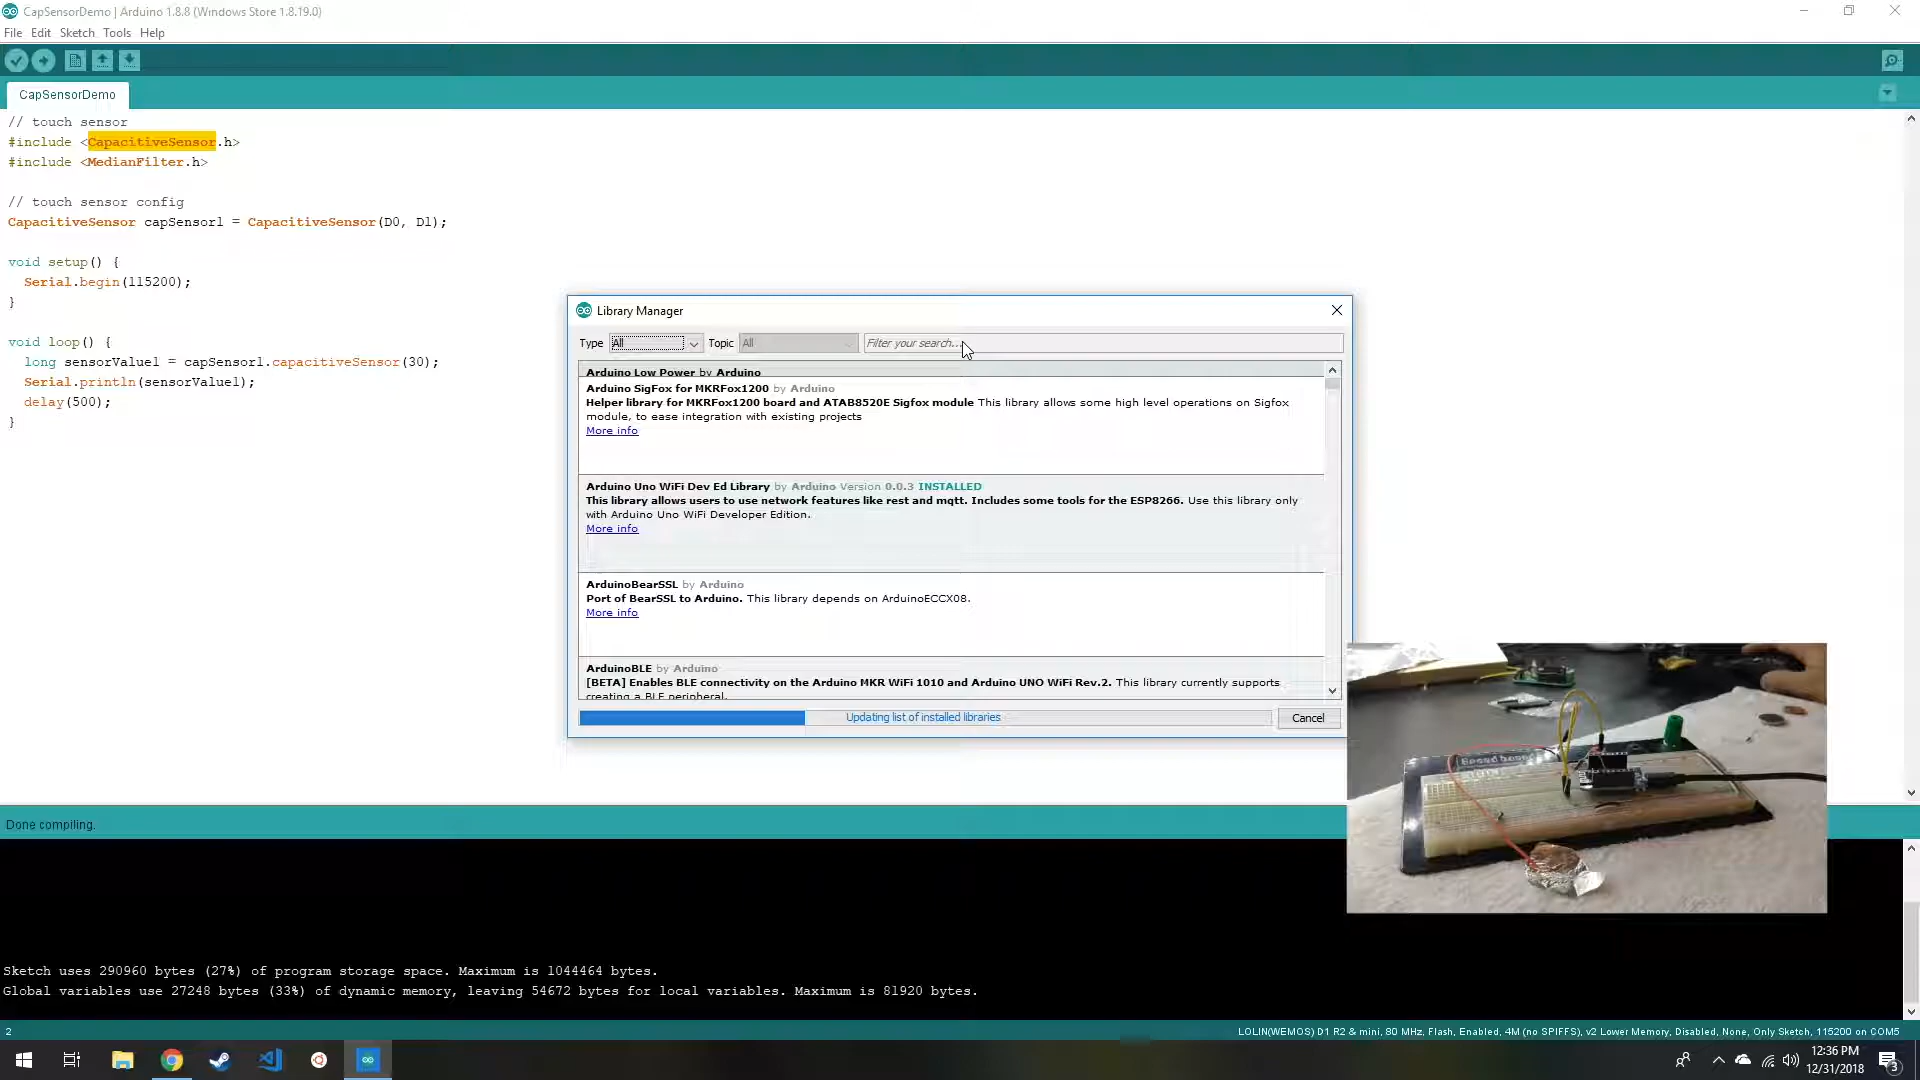 CapSensorDemo | Arduino 1.8.8 (Windows Store 1.8.19.0)
File Edit Sketch Tools Help
CapSensorDemo
// touch sensor
#include <CapacitiveSensor.h>
#include <MedianFilter.h>
// touch sensor config
CapacitiveSensor capSensor1 = CapacitiveSensor(D0, D1);
void setup() {
Serial.begin(115200);
}
void loop() {
long sensorValue1 = capSensor1.capacitiveSensor(30);
Serial.println(sensorValue1);
delay(500);
}
Library Manager
Type All Topic All Filter your search...
Arduino Low Power by Arduino
Arduino SigFox for MKRFox1200 by Arduino
Helper library for MKRFox1200 board and ATAB8520E Sigfox module This library allows some high level operations on Sigfox
module, to ease integration with existing projects
More info
Arduino Uno WiFi Dev Ed Library by Arduino Version 0.0.3 INSTALLED
This library allows users to use network features like rest and mqtt. Includes some tools for the ESP8266. Use this library only
with Arduino Uno WiFi Developer Edition.
More info
ArduinoBearSSL by Arduino
Port of BearSSL to Arduino. This library depends on ArduinoECCX08.
More info
ArduinoBLE by Arduino
[BETA] Enables BLE connectivity on the Arduino MKR WiFi 1010 and Arduino UNO WiFi Rev.2. This library currently supports
creating a BLE peripheral.
Updating list of installed libraries
Cancel
Done compiling.
Sketch uses 290960 bytes (27%) of program storage space. Maximum is 1044464 bytes.
Global variables use 27248 bytes (33%) of dynamic memory, leaving 54672 bytes for local variables. Maximum is 81920 bytes.
2
LOLIN(WEMOS) D1 R2 & mini, 80 MHz, Flash, Enabled, 4M (no SPIFFS), v2 Lower Memory, Disabled, None, Only Sketch, 115200 on COM5
12:36 PM
12/31/2018
3